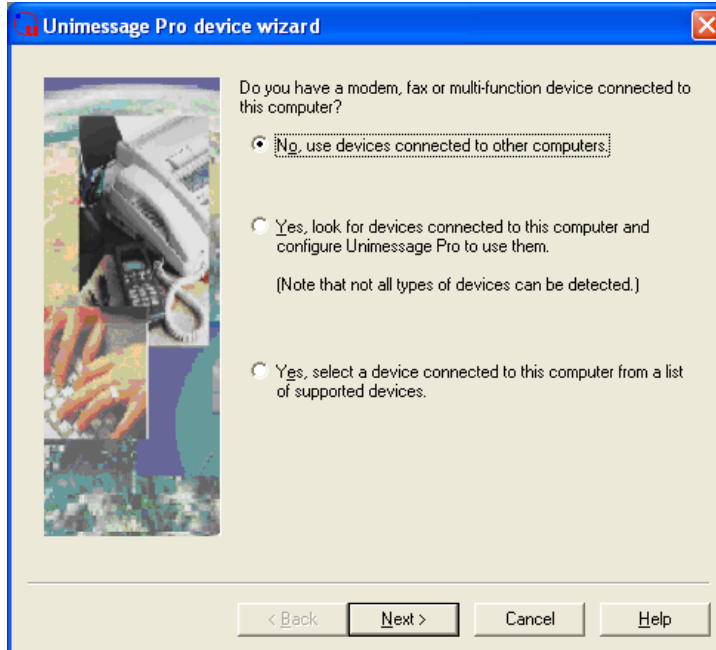 Unimessage Pro device wizard
Do you have a modem, fax or multi-function device connected to
this computer?
No, use devices connected to other computers.
Yes, look for devices connected to this computer and
configure Unimessage Pro to use them.
(Note that not all types of devices can be detected.)
Yes, select a device connected to this computer from a list
of supported devices.
< Back
Next >
Cancel
Help